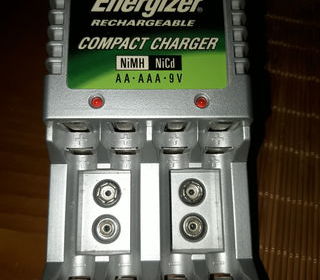 Energizer
RECHARGEABLE
COMPACT CHARGER
NiMH NiCd
AA·AAA·9V